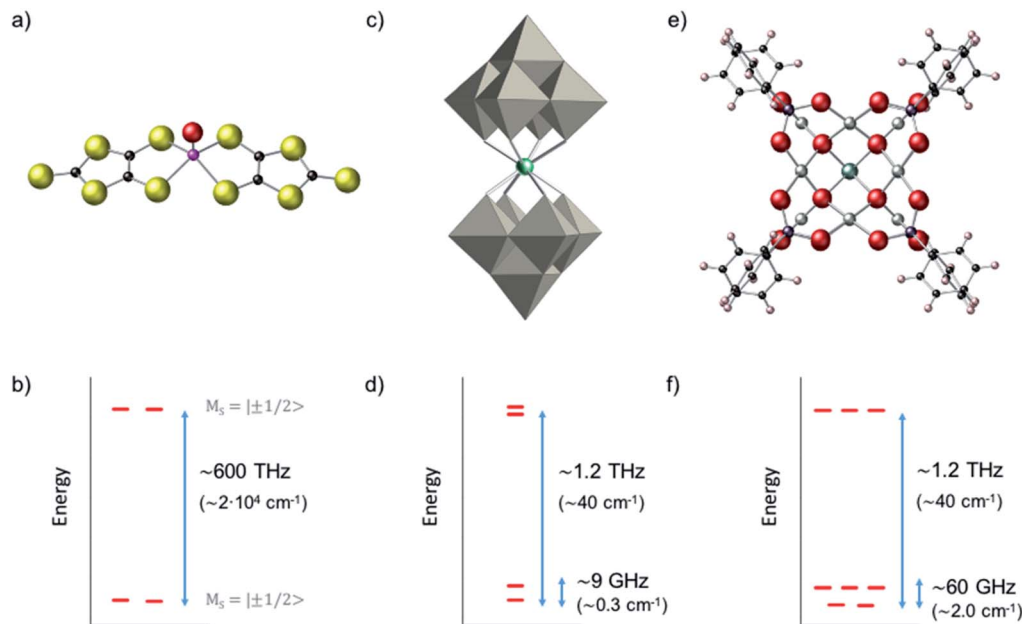 a)
c)
e)
b)
Energy
M_S = |±1/2>
~600 THz
(~2·10⁴ cm⁻¹)
M_S = |±1/2>
d)
Energy
~1.2 THz
(~40 cm⁻¹)
~9 GHz
(~0.3 cm⁻¹)
f)
Energy
~1.2 THz
(~40 cm⁻¹)
~60 GHz
(~2.0 cm⁻¹)